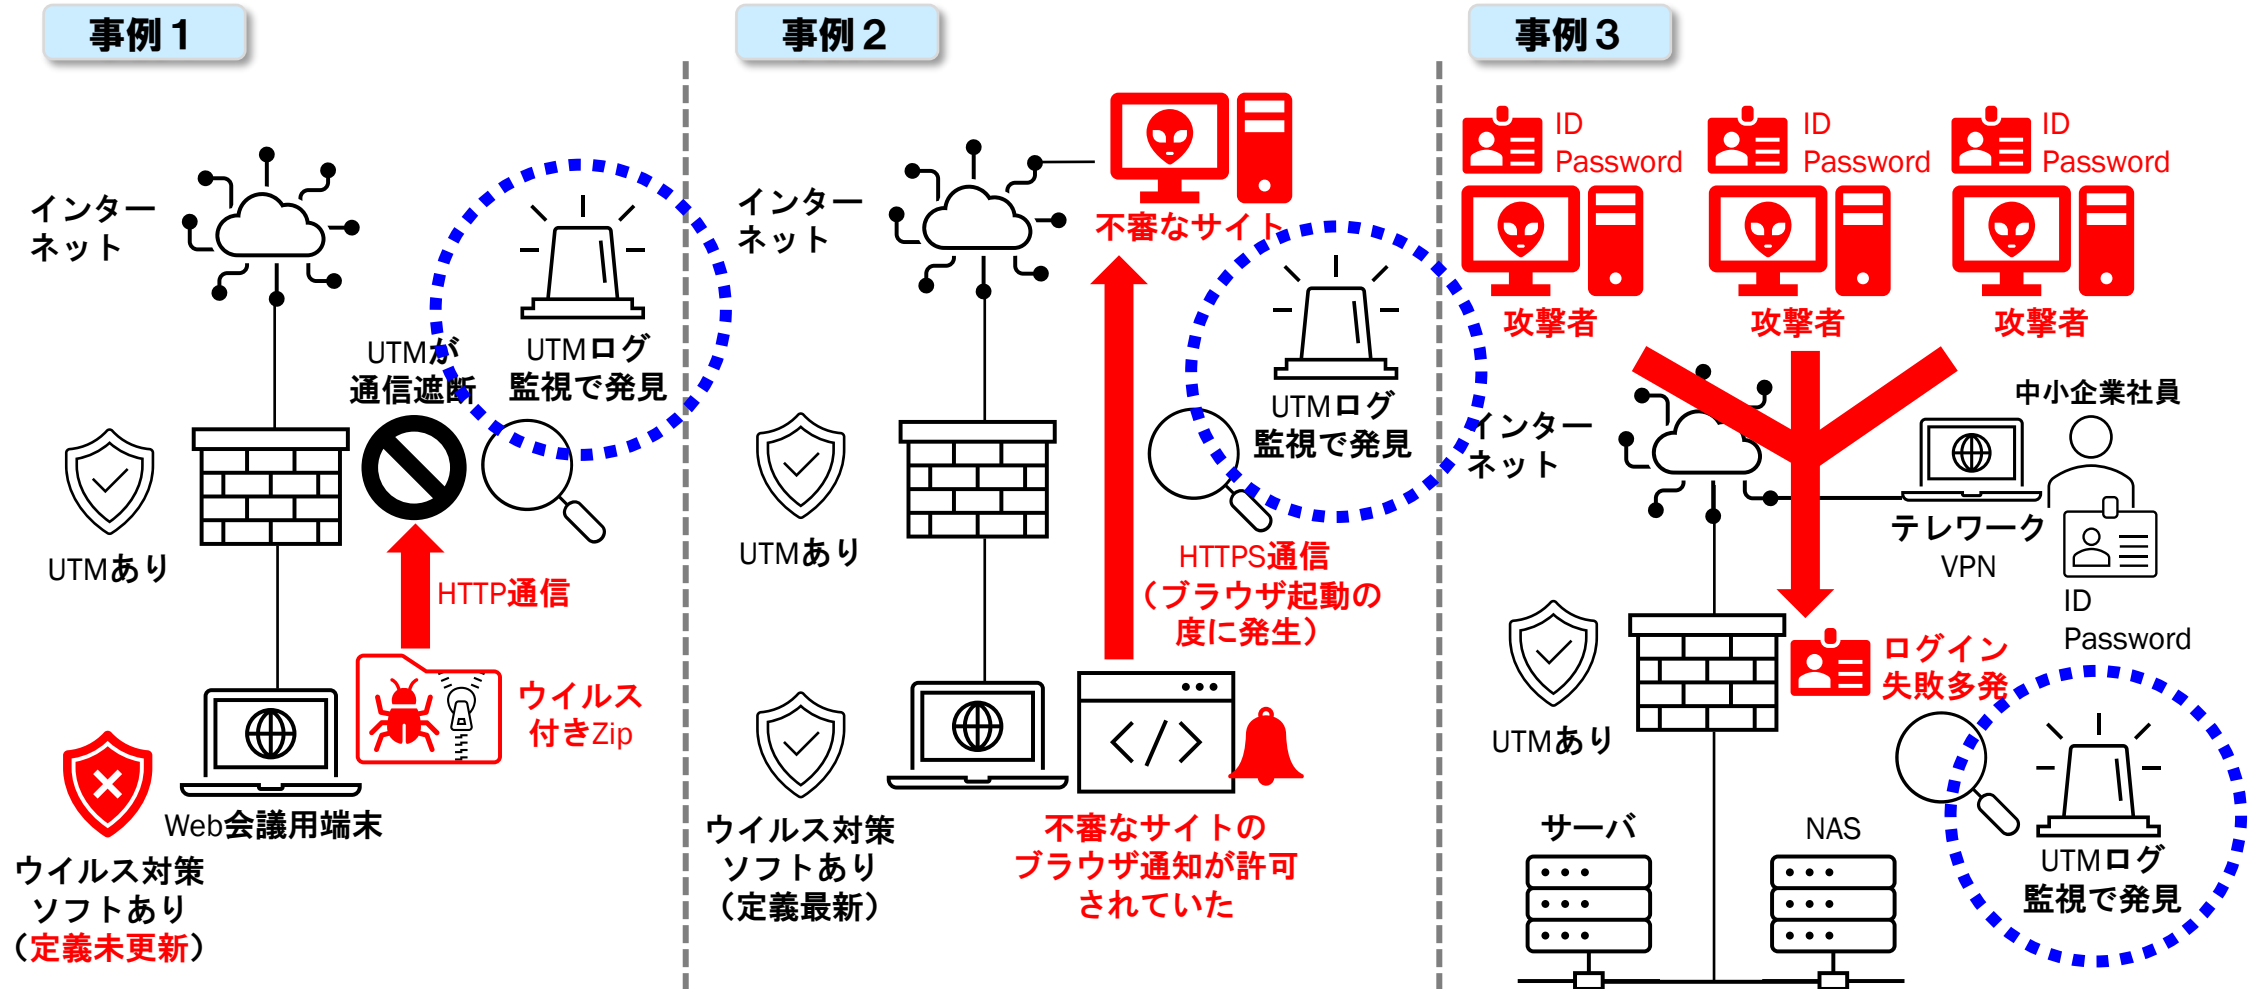 事例１
インター
ネット
UTMが
通信遮断
UTMログ
監視で発見
UTMあり
HTTP通信
ウイルス
付きZip
Web会議用端末
ウイルス対策
ソフトあり
（定義未更新）
事例２
不審なサイト
インター
ネット
UTMログ
監視で発見
UTMあり
HTTPS通信
（ブラウザ起動の
度に発生）
ウイルス対策
ソフトあり
（定義最新）
不審なサイトの
ブラウザ通知が許可
されていた
事例３
ID
Password
ID
Password
ID
Password
攻撃者
攻撃者
攻撃者
インター
ネット
中小企業社員
テレワーク
VPN
ID
Password
ログイン
失敗多発
UTMあり
サーバ
NAS
UTMログ
監視で発見